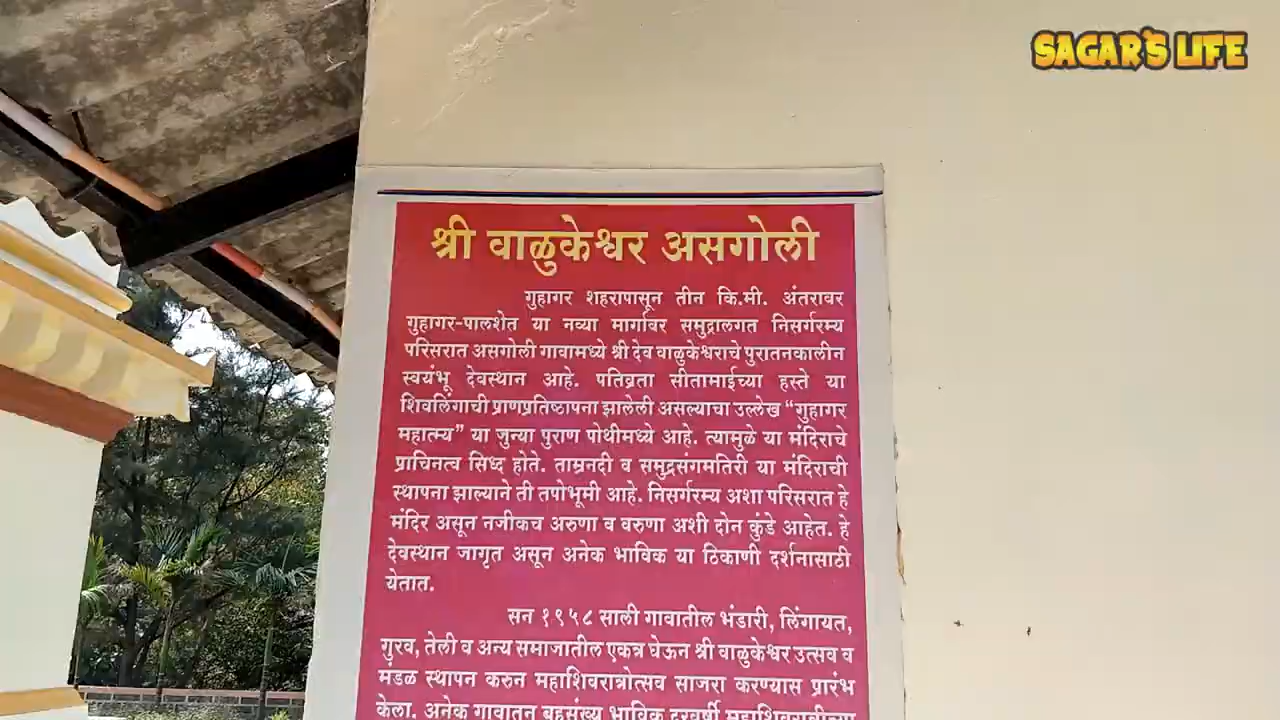 SAGAR'S LIFE
श्री वाळुकेश्वर असगोली
गुहागर शहरापासून तीन कि.मी. अंतरावर
गुहागर-पालशेत या नव्या मार्गावर समुद्रालगत निसर्गरम्य
परिसरात असगोली गावामध्ये श्री देव वाळुकेश्वराचे पुरातनकालीन
स्वयंभू देवस्थान आहे. पतिव्रता सीतामाईच्या हस्ते या
शिवलिंगाची प्राणप्रतिष्ठापना झालेली असल्याचा उल्लेख “गुहागर
महात्म्य” या जुन्या पुराण पोथीमध्ये आहे. त्यामुळे या मंदिराचे
प्राचिनत्व सिध्द होते. ताम्रनदी व समुद्रसंगमतिरी या मंदिराची
स्थापना झाल्याने ती तपोभूमी आहे. निसर्गरम्य अशा परिसरात हे
मंदिर असून नजीकच अरुणा व वरुणा अशी दोन कुंडे आहेत. हे
देवस्थान जागृत असून अनेक भाविक या ठिकाणी दर्शनासाठी
येतात.
सन १९५८ साली गावातील भंडारी, लिंगायत,
गुरव, तेली व अन्य समाजातील एकत्र घेऊन श्री वाळुकेश्वर उत्सव व
मंडळ स्थापन करुन महाशिवरात्रोत्सव साजरा करण्यास प्रारंभ
केला. अनेक गावातून बहुसंख्य भाविक दरवर्षी महाशिवरात्रीच्या